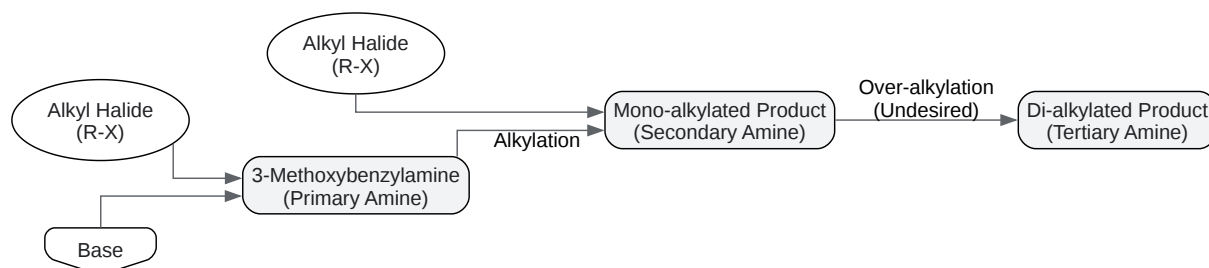 Alkyl Halide
(R-X)
Alkyl Halide
(R-X)
Base
3-Methoxybenzylamine
(Primary Amine)
Alkylation
Mono-alkylated Product
(Secondary Amine)
Over-alkylation
(Undesired)
Di-alkylated Product
(Tertiary Amine)